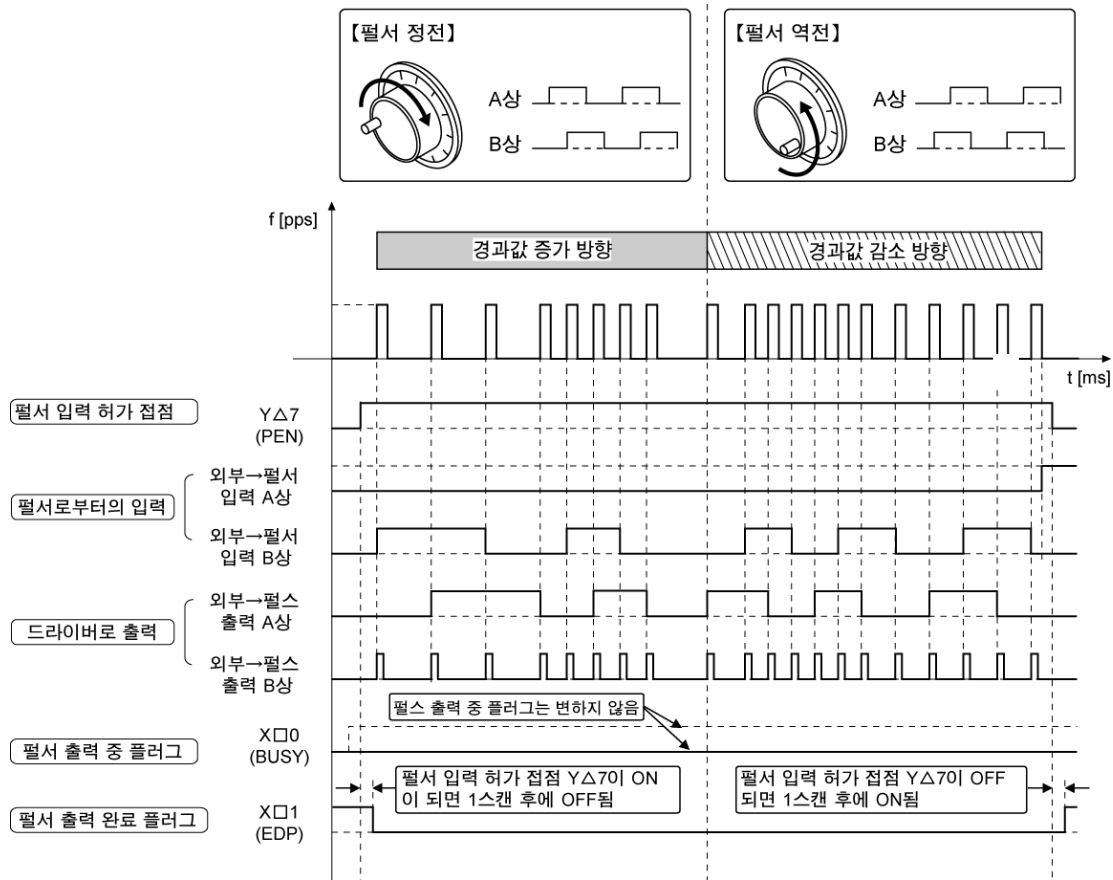 【펄서 정전】
A상
B상
【펄서 역전】
A상
B상
f [pps]
경과값 증가 방향
경과값 감소 방향
t [ms]
펄서 입력 허가 접점
Y△7
(PEN)
펄서로부터의 입력
외부→펄서
입력 A상
외부→펄서
입력 B상
드라이버로 출력
외부→펄스
출력 A상
외부→펄스
출력 B상
펄스 출력 중 플러그는 변하지 않음
펄서 출력 중 플러그
X□0
(BUSY)
펄서 입력 허가 접점 Y△7이 ON
이 되면 1스캔 후에 OFF됨
펄서 입력 허가 접점 Y△7이 OFF
되면 1스캔 후에 ON됨
펄서 출력 완료 플러그
X□1
(EDP)